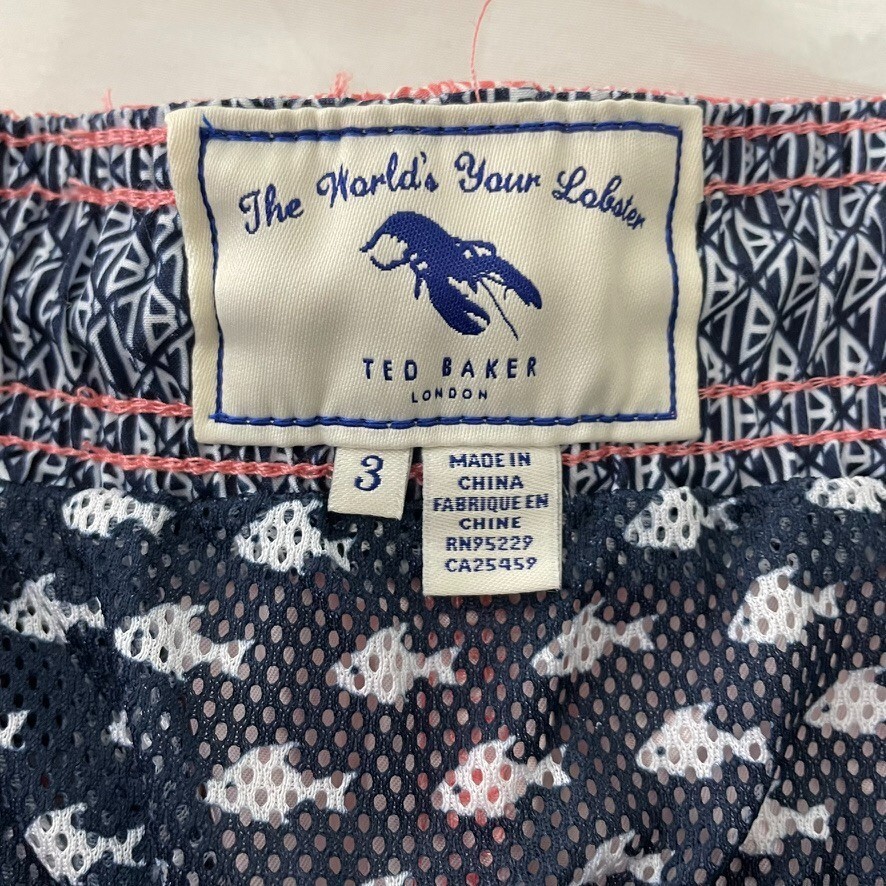 The World's Your Lobster
TED BAKER
LONDON
3
MADE IN
CHINA
FABRIQUE EN
CHINE
RN95229
CA25459